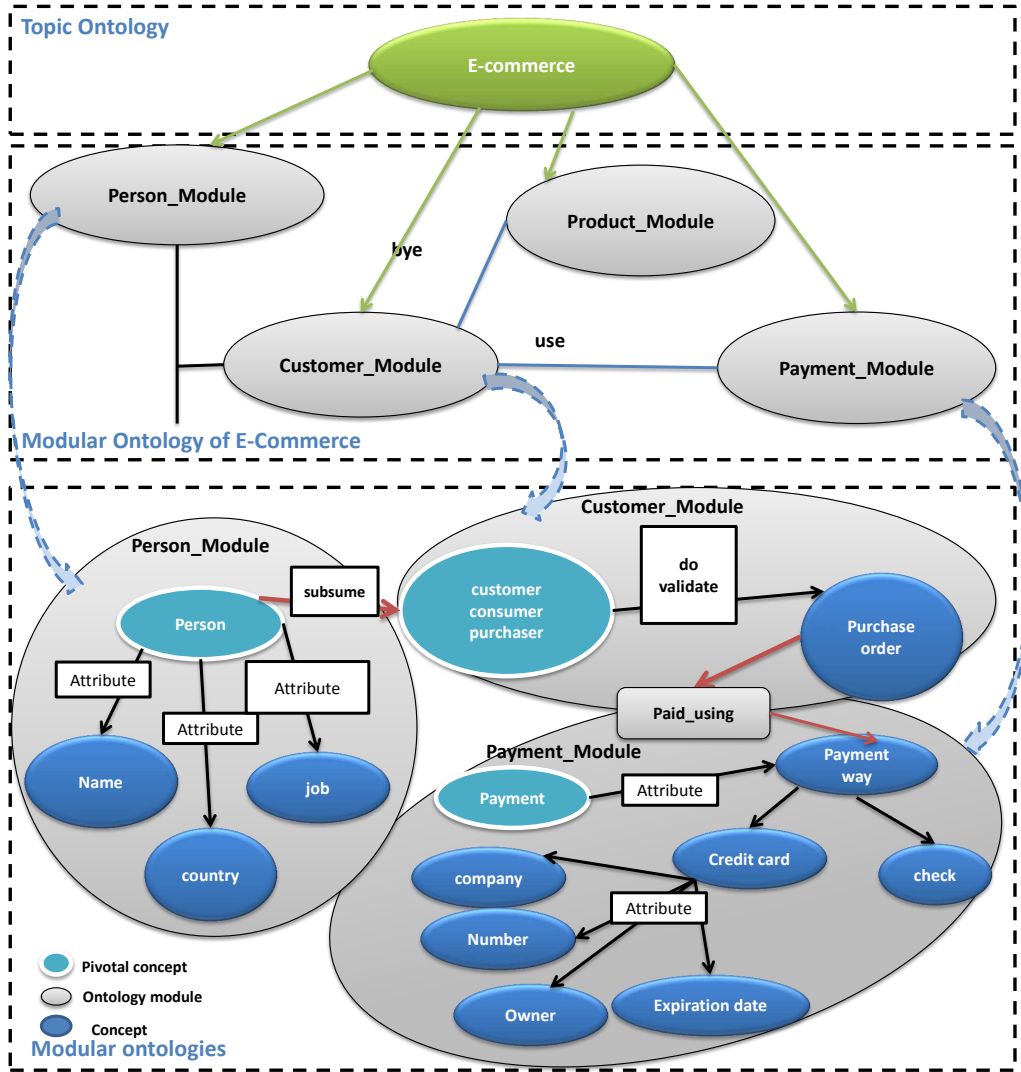 Topic Ontology
E-commerce
Person_Module
Product_Module
bye
use
Customer_Module
Payment_Module
Modular Ontology of E-Commerce
Customer_Module
Person_Module
do
validate
subsume
customer
consumer
purchaser
Person
Purchase
order
Attribute
Attribute
Attribute
Paid_using
Payment_Module
Payment
way
Name
job
Payment
Attribute
Credit card
country
company
check
Attribute
Number
Pivotal concept
Ontology module
Owner
Expiration date
Concept
Modular ontologies